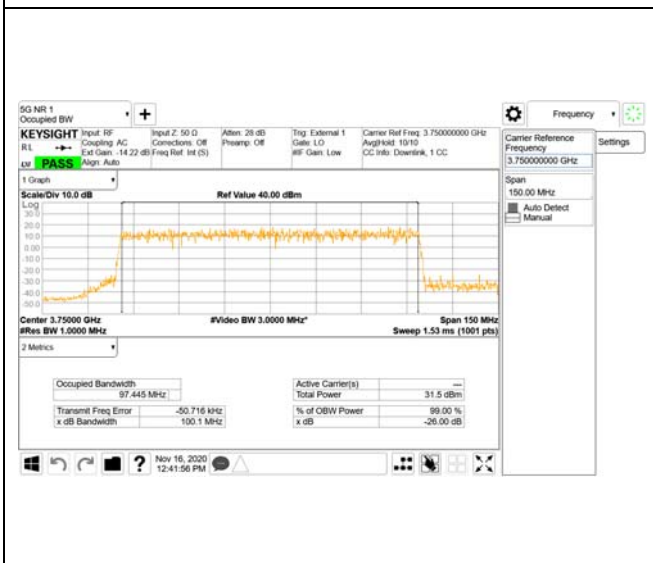 5G NR 1
Occupied BW
Frequency
KEYSIGHT
Input: RF
Input Z: 50 Ω
Atten: 28 dB
Trig: External 1
Carrier Ref Freq: 3.750000000 GHz
RL
Coupling: AC
Corrections: Off
Preamp: Off
Gate: LO
Avg|Hold: 10/10
Ext Gain: -14.22 dB
Freq Ref: Int (S)
#IF Gain: Low
CC Info: Downlink, 1 CC
PASS
Align: Auto
Carrier Reference
Frequency
3.750000000 GHz
Settings
Span
150.00 MHz
Auto Detect
Manual
1 Graph
Scale/Div 10.0 dB
Ref Value 40.00 dBm
Log
30.0
20.0
10.0
0.00
-10.0
-20.0
-30.0
-40.0
-50.0
Center 3.75000 GHz
#Video BW 3.0000 MHz*
Span 150 MHz
#Res BW 1.0000 MHz
Sweep 1.53 ms (1001 pts)
2 Metrics
Occupied Bandwidth
97.445 MHz
Active Carrier(s)
---
Total Power
31.5 dBm
Transmit Freq Error
-50.716 kHz
% of OBW Power
99.00 %
x dB Bandwidth
100.1 MHz
x dB
-26.00 dB
?
Nov 16, 2020
12:41:56 PM